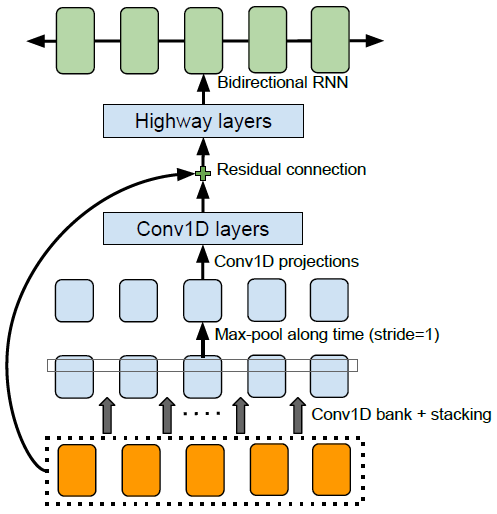 Bidirectional RNN
Highway layers
Residual connection
Conv1D layers
Conv1D projections
Max-pool along time (stride=1)
Conv1D bank + stacking